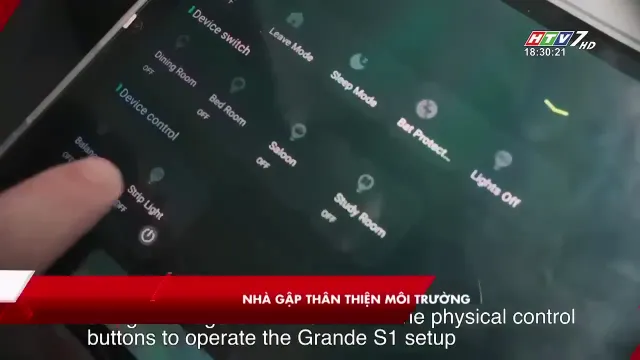 HTV7 HD
18:30:21
Device switch
Leave Mode
Sleep Mode
Bat Protect...
Lights Off
Dining Room
OFF
Bed Room
OFF
Saloon
OFF
Study Room
OFF
Device control
Strip Light
OFF
NHÀ GẬP THÂN THIỆN MÔI TRƯỜNG
physical control
buttons to operate the Grande S1 setup